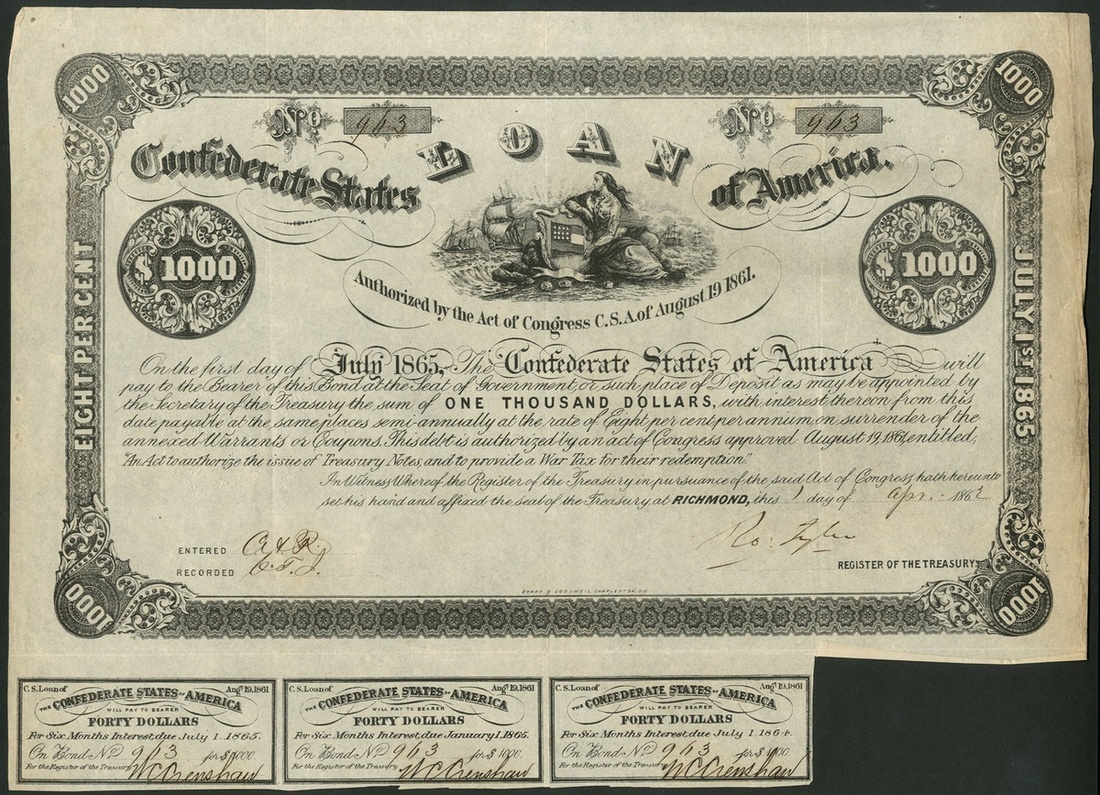 1000
1000
No 963
No 963
LOAN
Confederate States
of America.
$ 1000
$ 1000
Authorized by the Act of Congress C.S.A. of August 19 1861.
EIGHT PER CENT
JULY 1ST 1865
On the first day of July 1865, The Confederate States of America will
pay to the Bearer of this Bond at the Seat of Government, or such place of Deposit as may be appointed by
the Secretary of the Treasury the sum of ONE THOUSAND DOLLARS, with interest thereon from this
date payable at the same places semi-annually at the rate of Eight per cent per annum on surrender of the
annexed Warrants or Coupons. This debt is authorized by an act of Congress approved August 19, 1861, entitled,
"An Act to authorize the issue of Treasury Notes, and to provide a War Tax for their redemption."
In Witness Whereof the Register of the Treasury in pursuance of the said Act of Congress, hath hereunto
set his hand and affixed the seal of the Treasury, at RICHMOND, this 1 day of Apr. 1862
Ro. Tyler
ENTERED
RECORDED
REGISTER OF THE TREASURY
EVANS & COGSWELL, CHARLESTON, SC
1000
1000
C.S. Loan of Augt 19, 1861
THE CONFEDERATE STATES OF AMERICA
WILL PAY TO BEARER
FORTY DOLLARS
For Six Months Interest, due July 1. 1865.
On Bond No 963 for $1000.
For the Register of the Treasury W C Crenshaw
C.S. Loan of Augt 19, 1861
THE CONFEDERATE STATES OF AMERICA
WILL PAY TO BEARER
FORTY DOLLARS
For Six Months Interest, due January 1, 1865.
On Bond No 963 for $1000.
For the Register of the Treasury W C Crenshaw
C.S. Loan of Augt 19, 1861
THE CONFEDERATE STATES OF AMERICA
WILL PAY TO BEARER
FORTY DOLLARS
For Six Months Interest, due July 1. 1864.
On Bond No 963 for $1000.
For the Register of the Treasury W C Crenshaw